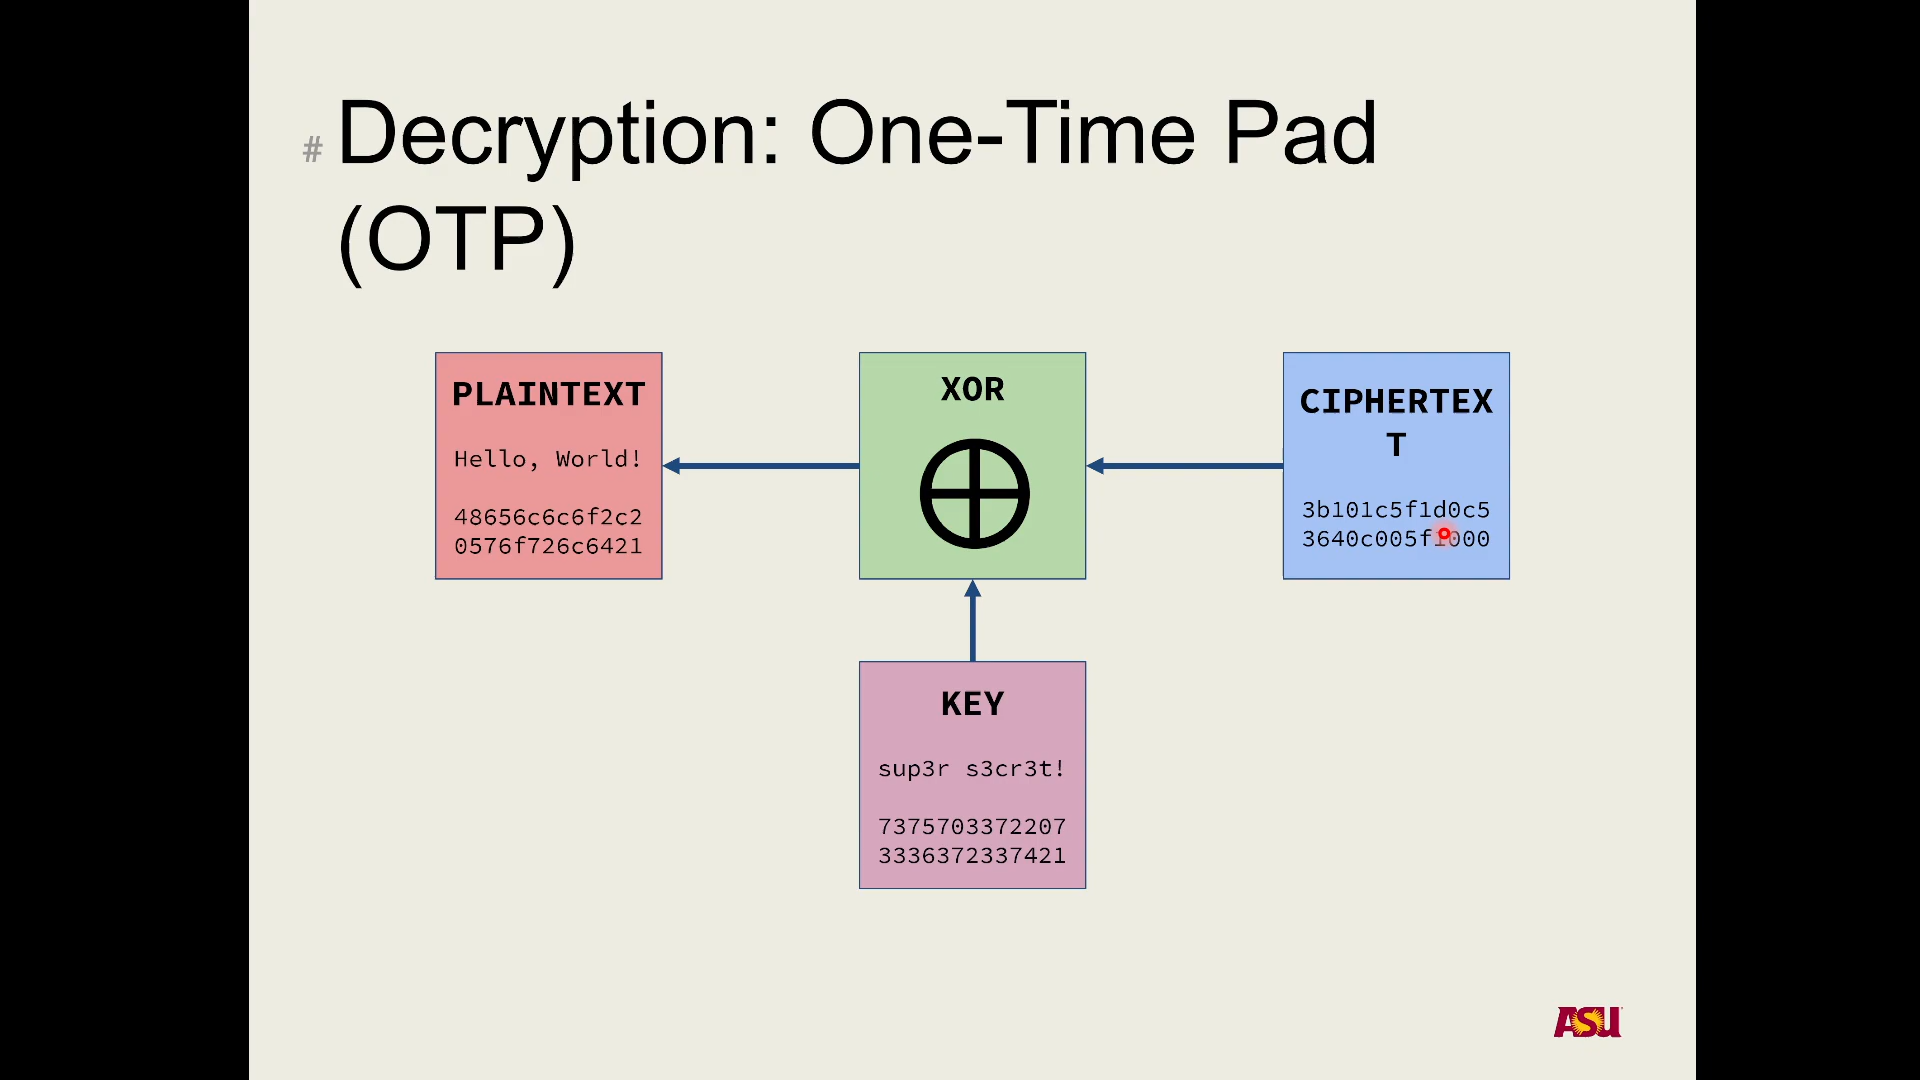 # Decryption: One-Time Pad
(OTP)
PLAINTEXT
Hello, World!
48656c6c6f2c2
0576f726c6421
XOR
CIPHERTEX
T
3b101c5f1d0c5
3640c005f1000
KEY
sup3r s3cr3t!
7375703372207
3336372337421
ASU